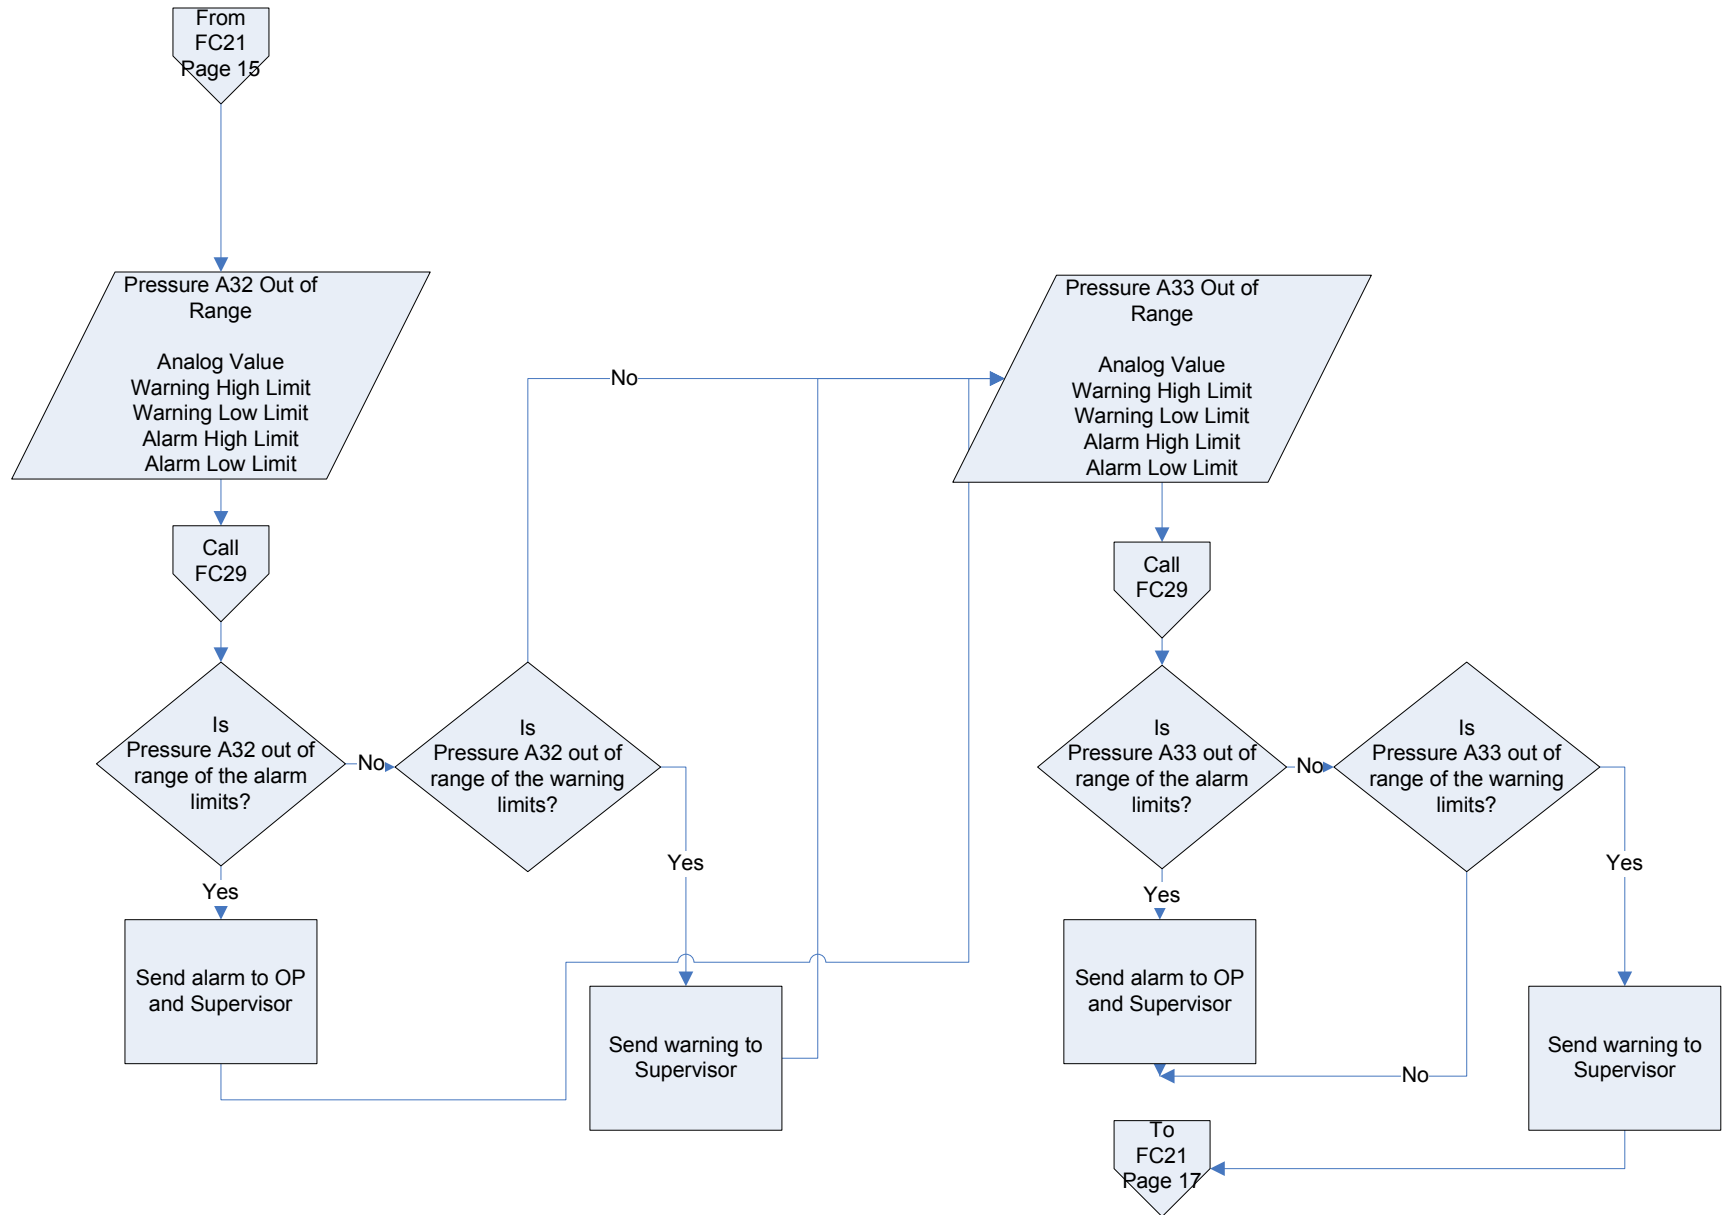 From
FC21
Page 15
Pressure A32 Out of
Range
Analog Value
Warning High Limit
Warning Low Limit
Alarm High Limit
Alarm Low Limit
Call
FC29
Is
Pressure A32 out of
range of the alarm
limits?
No
Is
Pressure A32 out of
range of the warning
limits?
No
Yes
Yes
Send alarm to OP
and Supervisor
Send warning to
Supervisor
Pressure A33 Out of
Range
Analog Value
Warning High Limit
Warning Low Limit
Alarm High Limit
Alarm Low Limit
Call
FC29
Is
Pressure A33 out of
range of the alarm
limits?
No
Is
Pressure A33 out of
range of the warning
limits?
Yes
Yes
Send alarm to OP
and Supervisor
No
Send warning to
Supervisor
To
FC21
Page 17